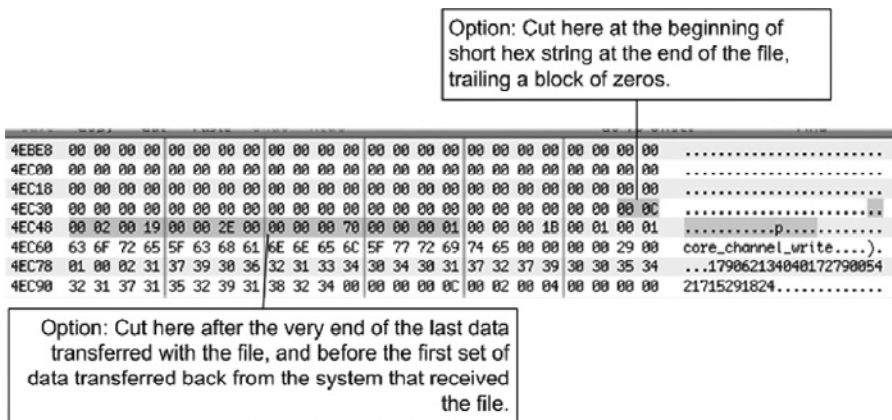 Option: Cut here at the beginning of
short hex string at the end of the file,
trailing a block of zeros.
4EBE8 00 00 00 00 00 00 00 00 00 00 00 00 00 00 00 00 00 00 00 00 00 00 00 00 ........................
4EC00 00 00 00 00 00 00 00 00 00 00 00 00 00 00 00 00 00 00 00 00 00 00 00 00 ........................
4EC18 00 00 00 00 00 00 00 00 00 00 00 00 00 00 00 00 00 00 00 00 00 00 00 00 ........................
4EC30 00 00 00 00 00 00 00 00 00 00 00 00 00 00 00 00 00 00 00 00 00 00 00 0C ........................
4EC48 00 02 00 19 00 00 2E 00 00 00 00 70 00 00 00 01 00 00 00 1B 00 01 00 01 ...........p............
4EC60 63 6F 72 65 5F 63 68 61 6E 6E 65 6C 5F 77 72 69 74 65 00 00 00 00 29 00 core_channel_write....).
4EC78 01 00 02 31 37 39 30 36 32 31 33 34 30 34 30 31 37 32 37 39 30 30 35 34 ...179062134040172790054
4EC90 32 31 37 31 35 32 39 31 38 32 34 00 00 00 00 0C 00 02 00 04 00 00 00 00 21715291824.............
Option: Cut here after the very end of the last data
transferred with the file, and before the first set of
data transferred back from the system that received
the file.